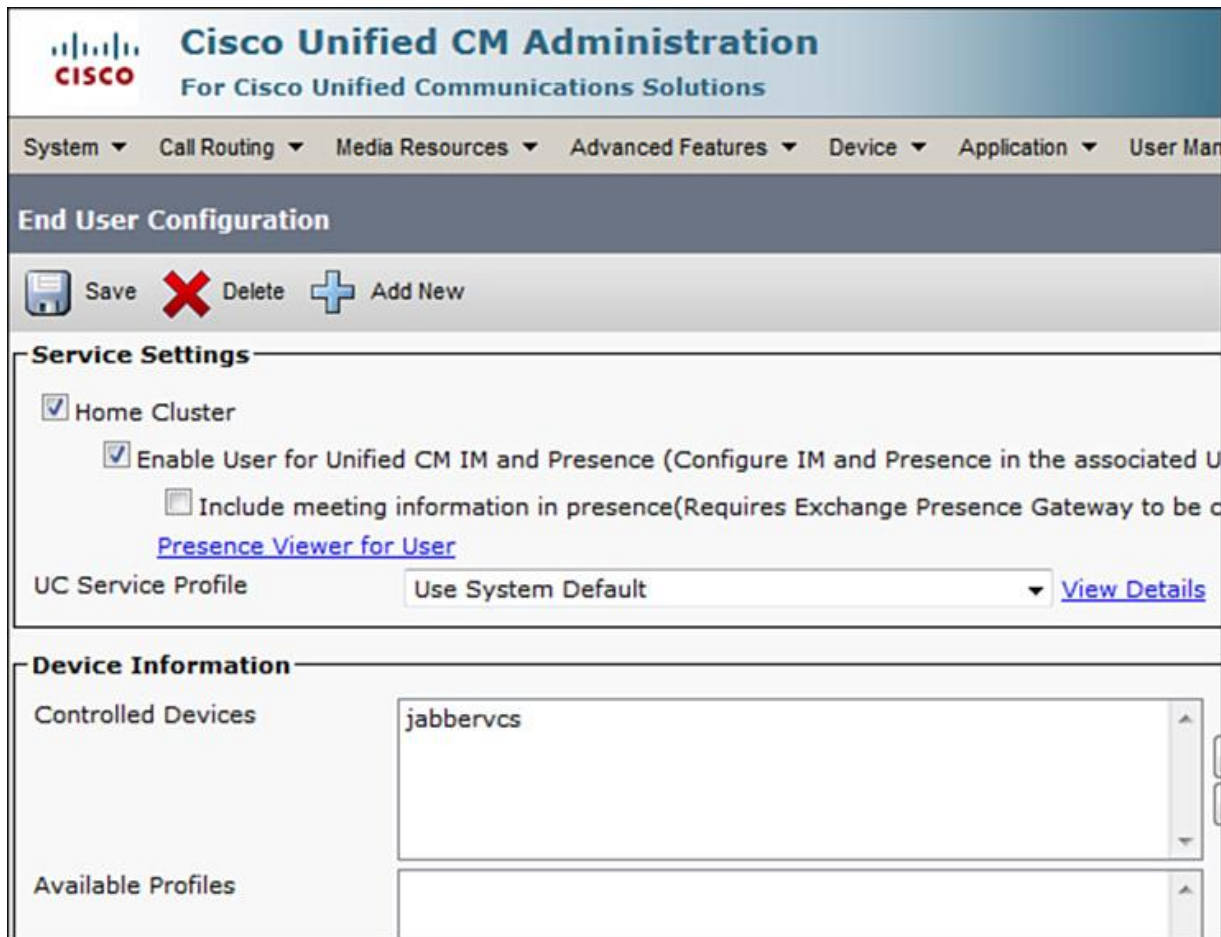 CISCO
Cisco Unified CM Administration
For Cisco Unified Communications Solutions
System Call Routing Media Resources Advanced Features Device Application User Man
End User Configuration
Save Delete Add New
Service Settings
Home Cluster
Enable User for Unified CM IM and Presence (Configure IM and Presence in the associated U
Include meeting information in presence(Requires Exchange Presence Gateway to be c
Presence Viewer for User
UC Service Profile Use System Default View Details
Device Information
Controlled Devices jabbervcs
Available Profiles